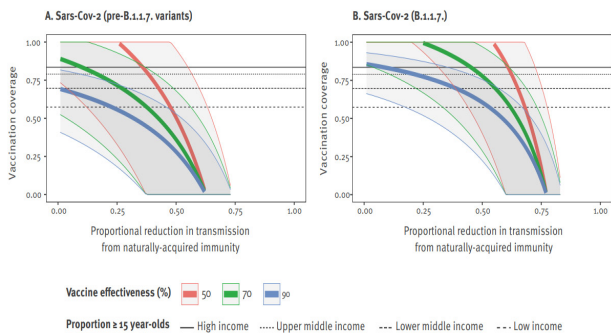 A. Sars-Cov-2 (pre-B.1.1.7. variants)
B. Sars-Cov-2 (B.1.1.7.)
Vaccination coverage
1.00
0.75
0.50
0.25
0.00
0.00 0.25 0.50 0.75 1.00
Proportional reduction in transmission
from naturally-acquired immunity
Vaccination coverage
1.00
0.75
0.50
0.25
0.00
0.00 0.25 0.50 0.75 1.00
Proportional reduction in transmission
from naturally-acquired immunity
Vaccine effectiveness (%) 50 70 90
Proportion ≥ 15 year-olds High income Upper middle income Lower middle income Low income